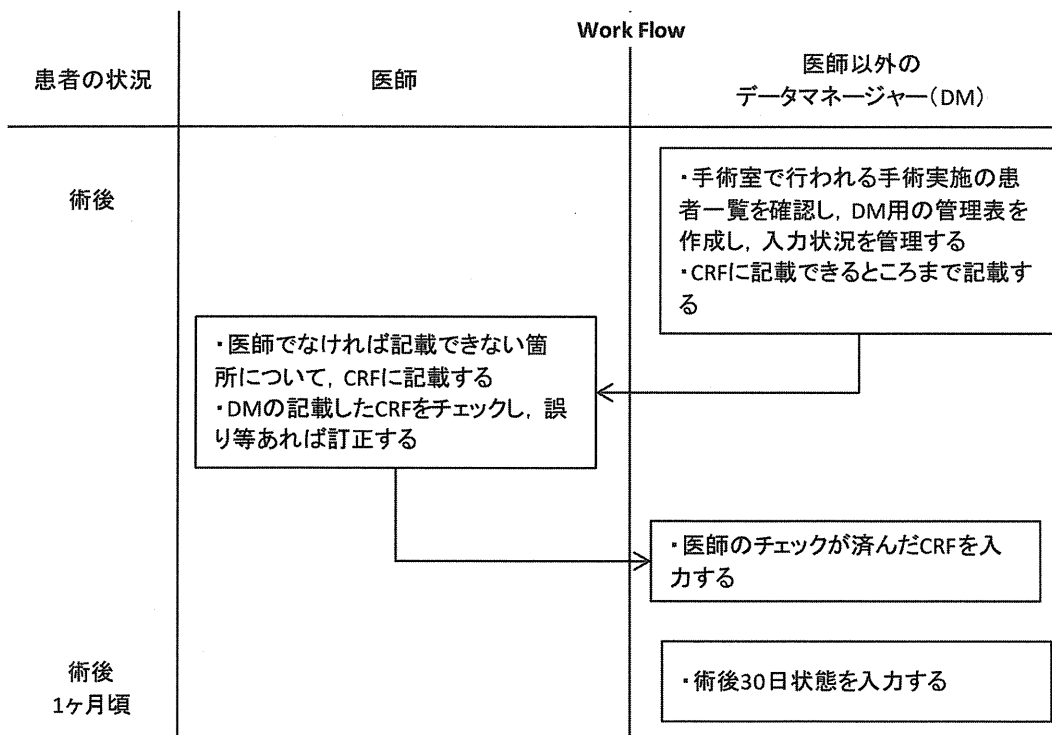 Work Flow
患者の状況
医師
医師以外の
データマネージャー(DM)
術後
・手術室で行われる手術実施の患
者一覧を確認し, DM用の管理表を
作成し, 入力状況を管理する
・CRFに記載できるところまで記載す
る
・医師でなければ記載できない箇
所について, CRFに記載する
・DMの記載したCRFをチェックし, 誤
り等あれば訂正する
・医師のチェックが済んだCRFを入
力する
術後
1ヶ月頃
・術後30日状態を入力する